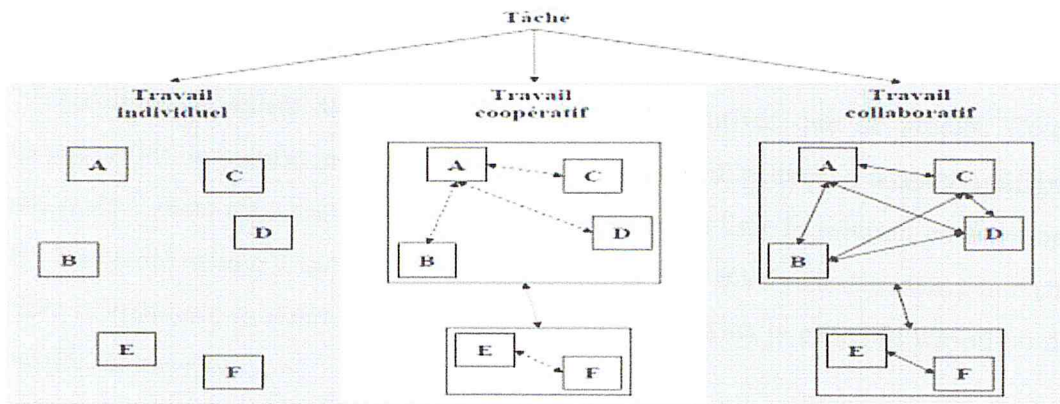 Tâche
Travail
individuel
A
C
D
B
E
F
Travail
coopératif
A
C
D
B
E
F
Travail
collaboratif
A
C
D
B
E
F